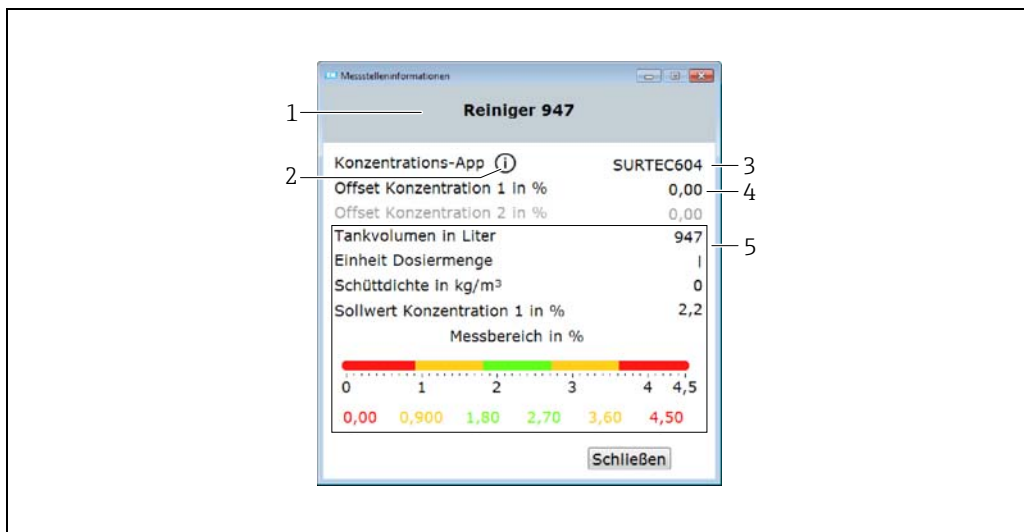 Messstelleninformationen
1 Reiniger 947
2 Konzentrations-App i SURTEC604 3
Offset Konzentration 1 in % 0,00 4
Offset Konzentration 2 in % 0,00
Tankvolumen in Liter 947 5
Einheit Dosiermenge l
Schüttdichte in kg/m³ 0
Sollwert Konzentration 1 in % 2,2
Messbereich in %
0 1 2 3 4 4,5
0,00 0,900 1,80 2,70 3,60 4,50
Schließen